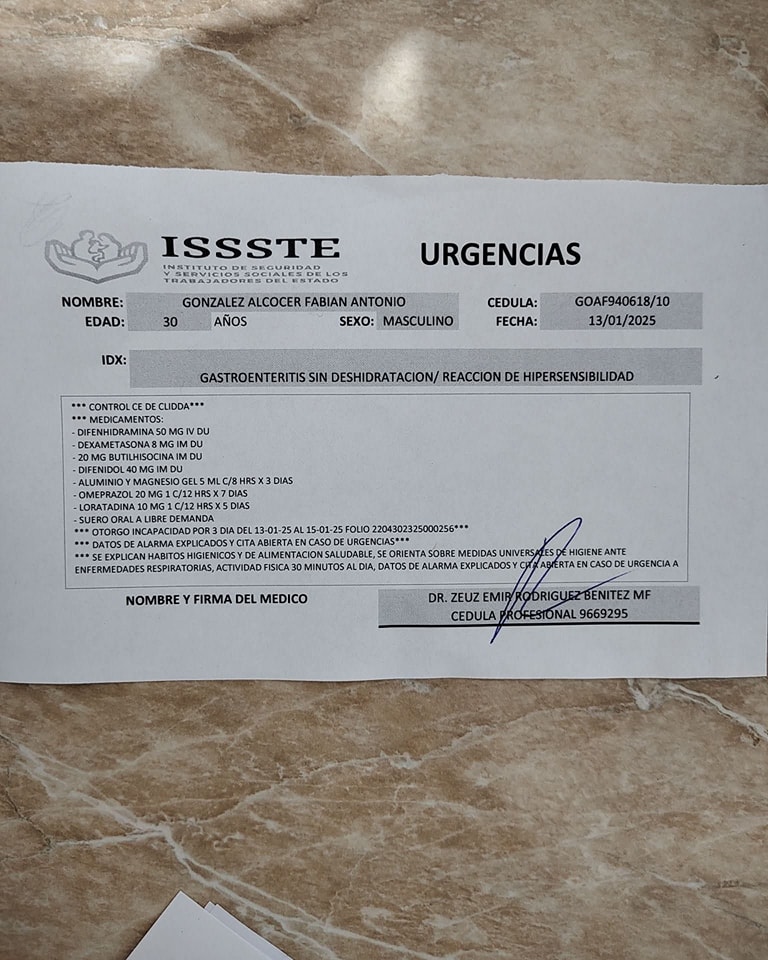 ISSSTE
INSTITUTO DE SEGURIDAD
Y SERVICIOS SOCIALES DE LOS
TRABAJADORES DEL ESTADO
URGENCIAS
NOMBRE: GONZALEZ ALCOCER FABIAN ANTONIO CEDULA: GOAF940618/10
EDAD: 30 AÑOS SEXO: MASCULINO FECHA: 13/01/2025
IDX: GASTROENTERITIS SIN DESHIDRATACION/ REACCION DE HIPERSENSIBILIDAD
*** CONTROL CE DE CLIDDA***
*** MEDICAMENTOS:
- DIFENHIDRAMINA 50 MG IV DU
- DEXAMETASONA 8 MG IM DU
- 20 MG BUTILHISOCINA IM DU
- DIFENIDOL 40 MG IM DU
- ALUMINIO Y MAGNESIO GEL 5 ML C/8 HRS X 3 DIAS
- OMEPRAZOL 20 MG 1 C/12 HRS X 7 DIAS
- LORATADINA 10 MG 1 C/12 HRS X 5 DIAS
- SUERO ORAL A LIBRE DEMANDA
*** OTORGO INCAPACIDAD POR 3 DIA DEL 13-01-25 AL 15-01-25 FOLIO 2204302325000256***
*** DATOS DE ALARMA EXPLICADOS Y CITA ABIERTA EN CASO DE URGENCIAS***
*** SE EXPLICAN HABITOS HIGIENICOS Y DE ALIMENTACION SALUDABLE, SE ORIENTA SOBRE MEDIDAS UNIVERSALES DE HIGIENE ANTE
ENFERMEDADES RESPIRATORIAS, ACTIVIDAD FISICA 30 MINUTOS AL DIA, DATOS DE ALARMA EXPLICADOS Y CITA ABIERTA EN CASO DE URGENCIA A
NOMBRE Y FIRMA DEL MEDICO
DR. ZEUZ EMIR RODRIGUEZ BENITEZ MF
CEDULA PROFESIONAL 9669295